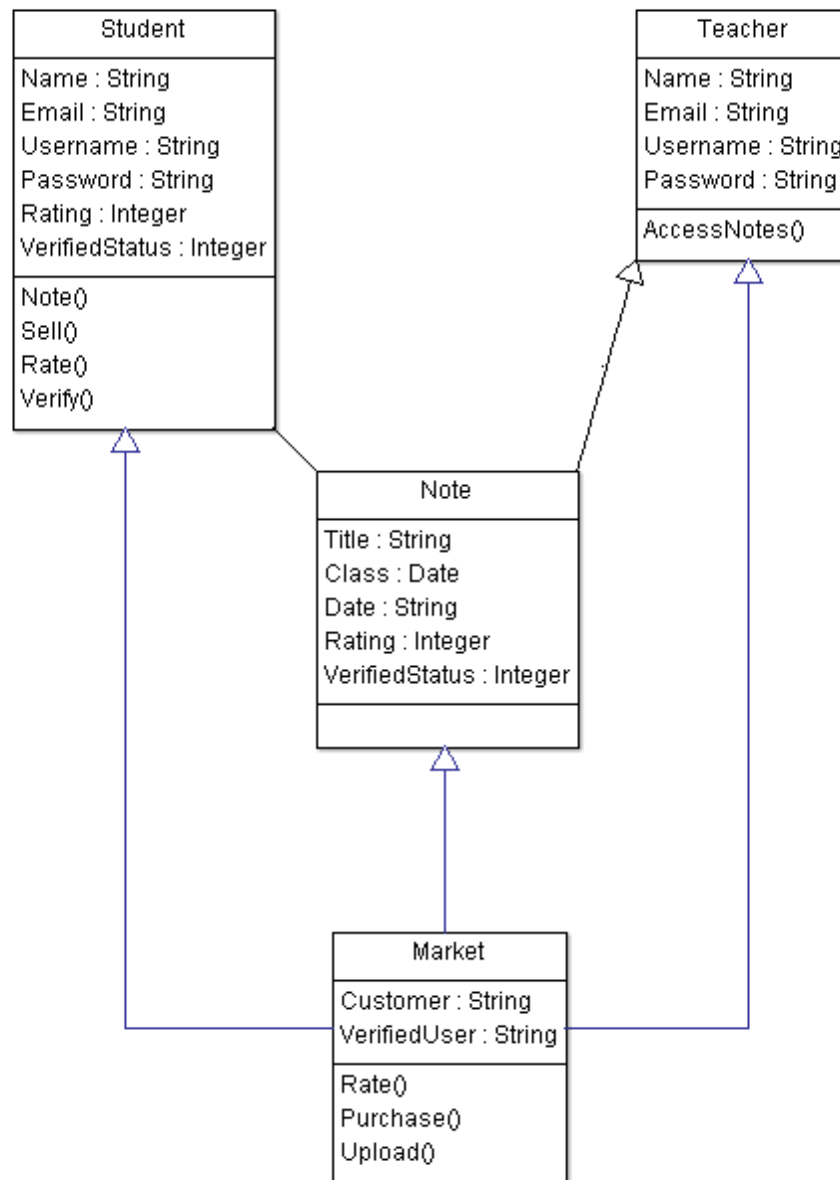 Student
Name : String
Email : String
Username : String
Password : String
Rating : Integer
VerifiedStatus : Integer
Note()
Sell()
Rate()
Verify()
Teacher
Name : String
Email : String
Username : String
Password : String
AccessNotes()
Note
Title : String
Class : Date
Date : String
Rating : Integer
VerifiedStatus : Integer
Market
Customer : String
VerifiedUser : String
Rate()
Purchase()
Upload()